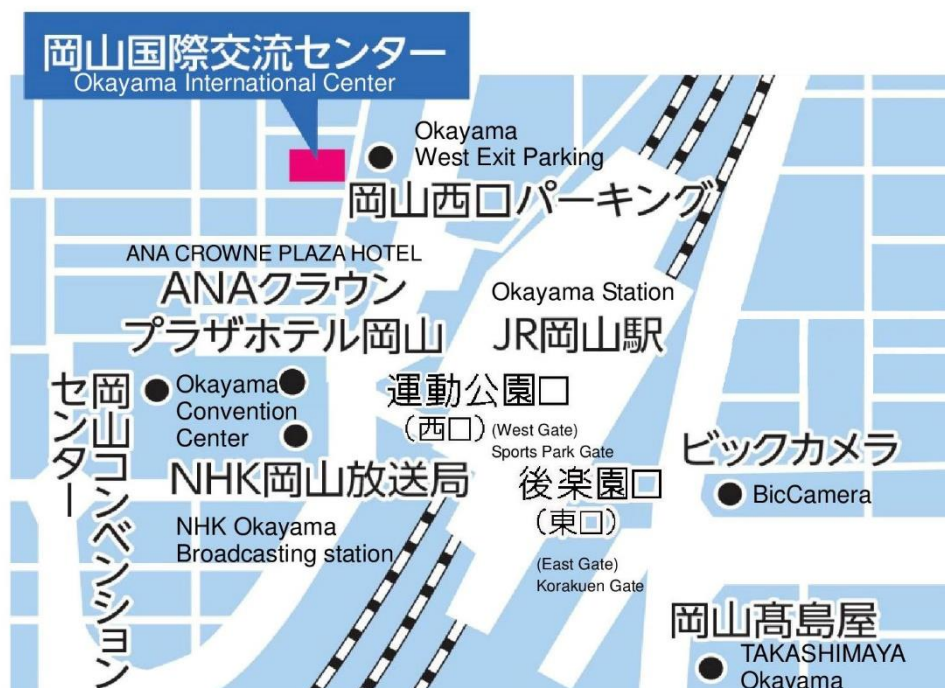 岡山国際交流センター
Okayama International Center
Okayama
West Exit Parking
岡山西口パーキング
ANA CROWNE PLAZA HOTEL
ANAクラウン
プラザホテル岡山
Okayama Station
JR岡山駅
岡山コンベンション
センター
Okayama
Convention
Center
運動公園口
(西口)
(West Gate)
Sports Park Gate
NHK岡山放送局
NHK Okayama
Broadcasting station
後楽園口
(東口)
(East Gate)
Korakuen Gate
ビックカメラ
BicCamera
岡山髙島屋
TAKASHIMAYA
Okayama